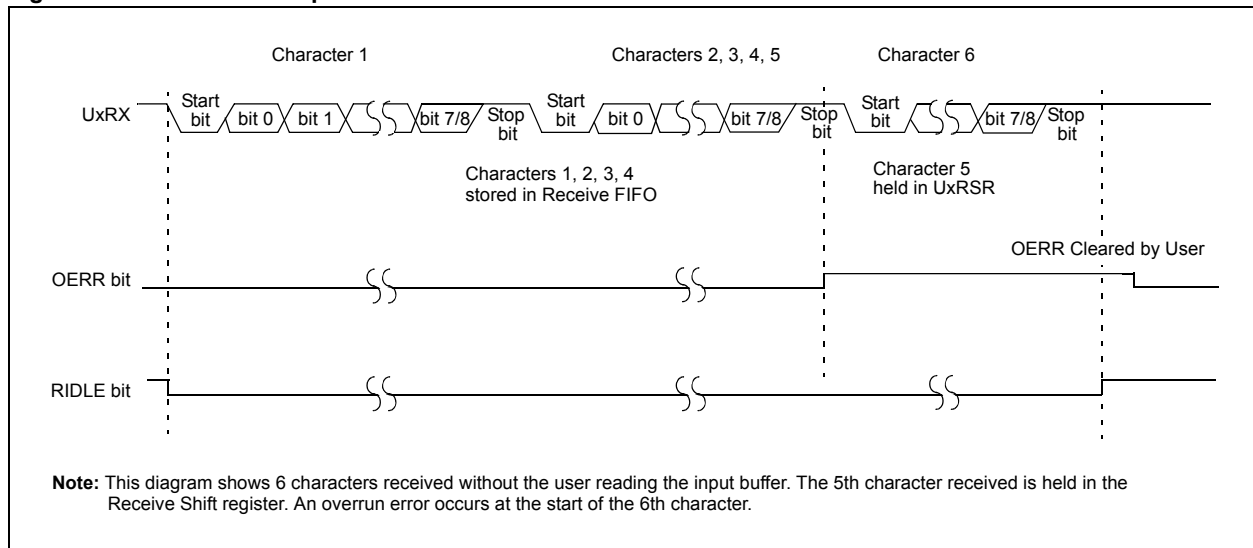 Character 1 Characters 2, 3, 4, 5 Character 6
UxRX
Start
bit
bit 0
bit 1
bit 7/8
Stop
bit
Start
bit
bit 0
bit 7/8
Stop
bit
Start
bit
bit 7/8
Stop
bit
Characters 1, 2, 3, 4
stored in Receive FIFO
Character 5
held in UxRSR
OERR Cleared by User
OERR bit
RIDLE bit
Note: This diagram shows 6 characters received without the user reading the input buffer. The 5th character received is held in the
Receive Shift register. An overrun error occurs at the start of the 6th character.